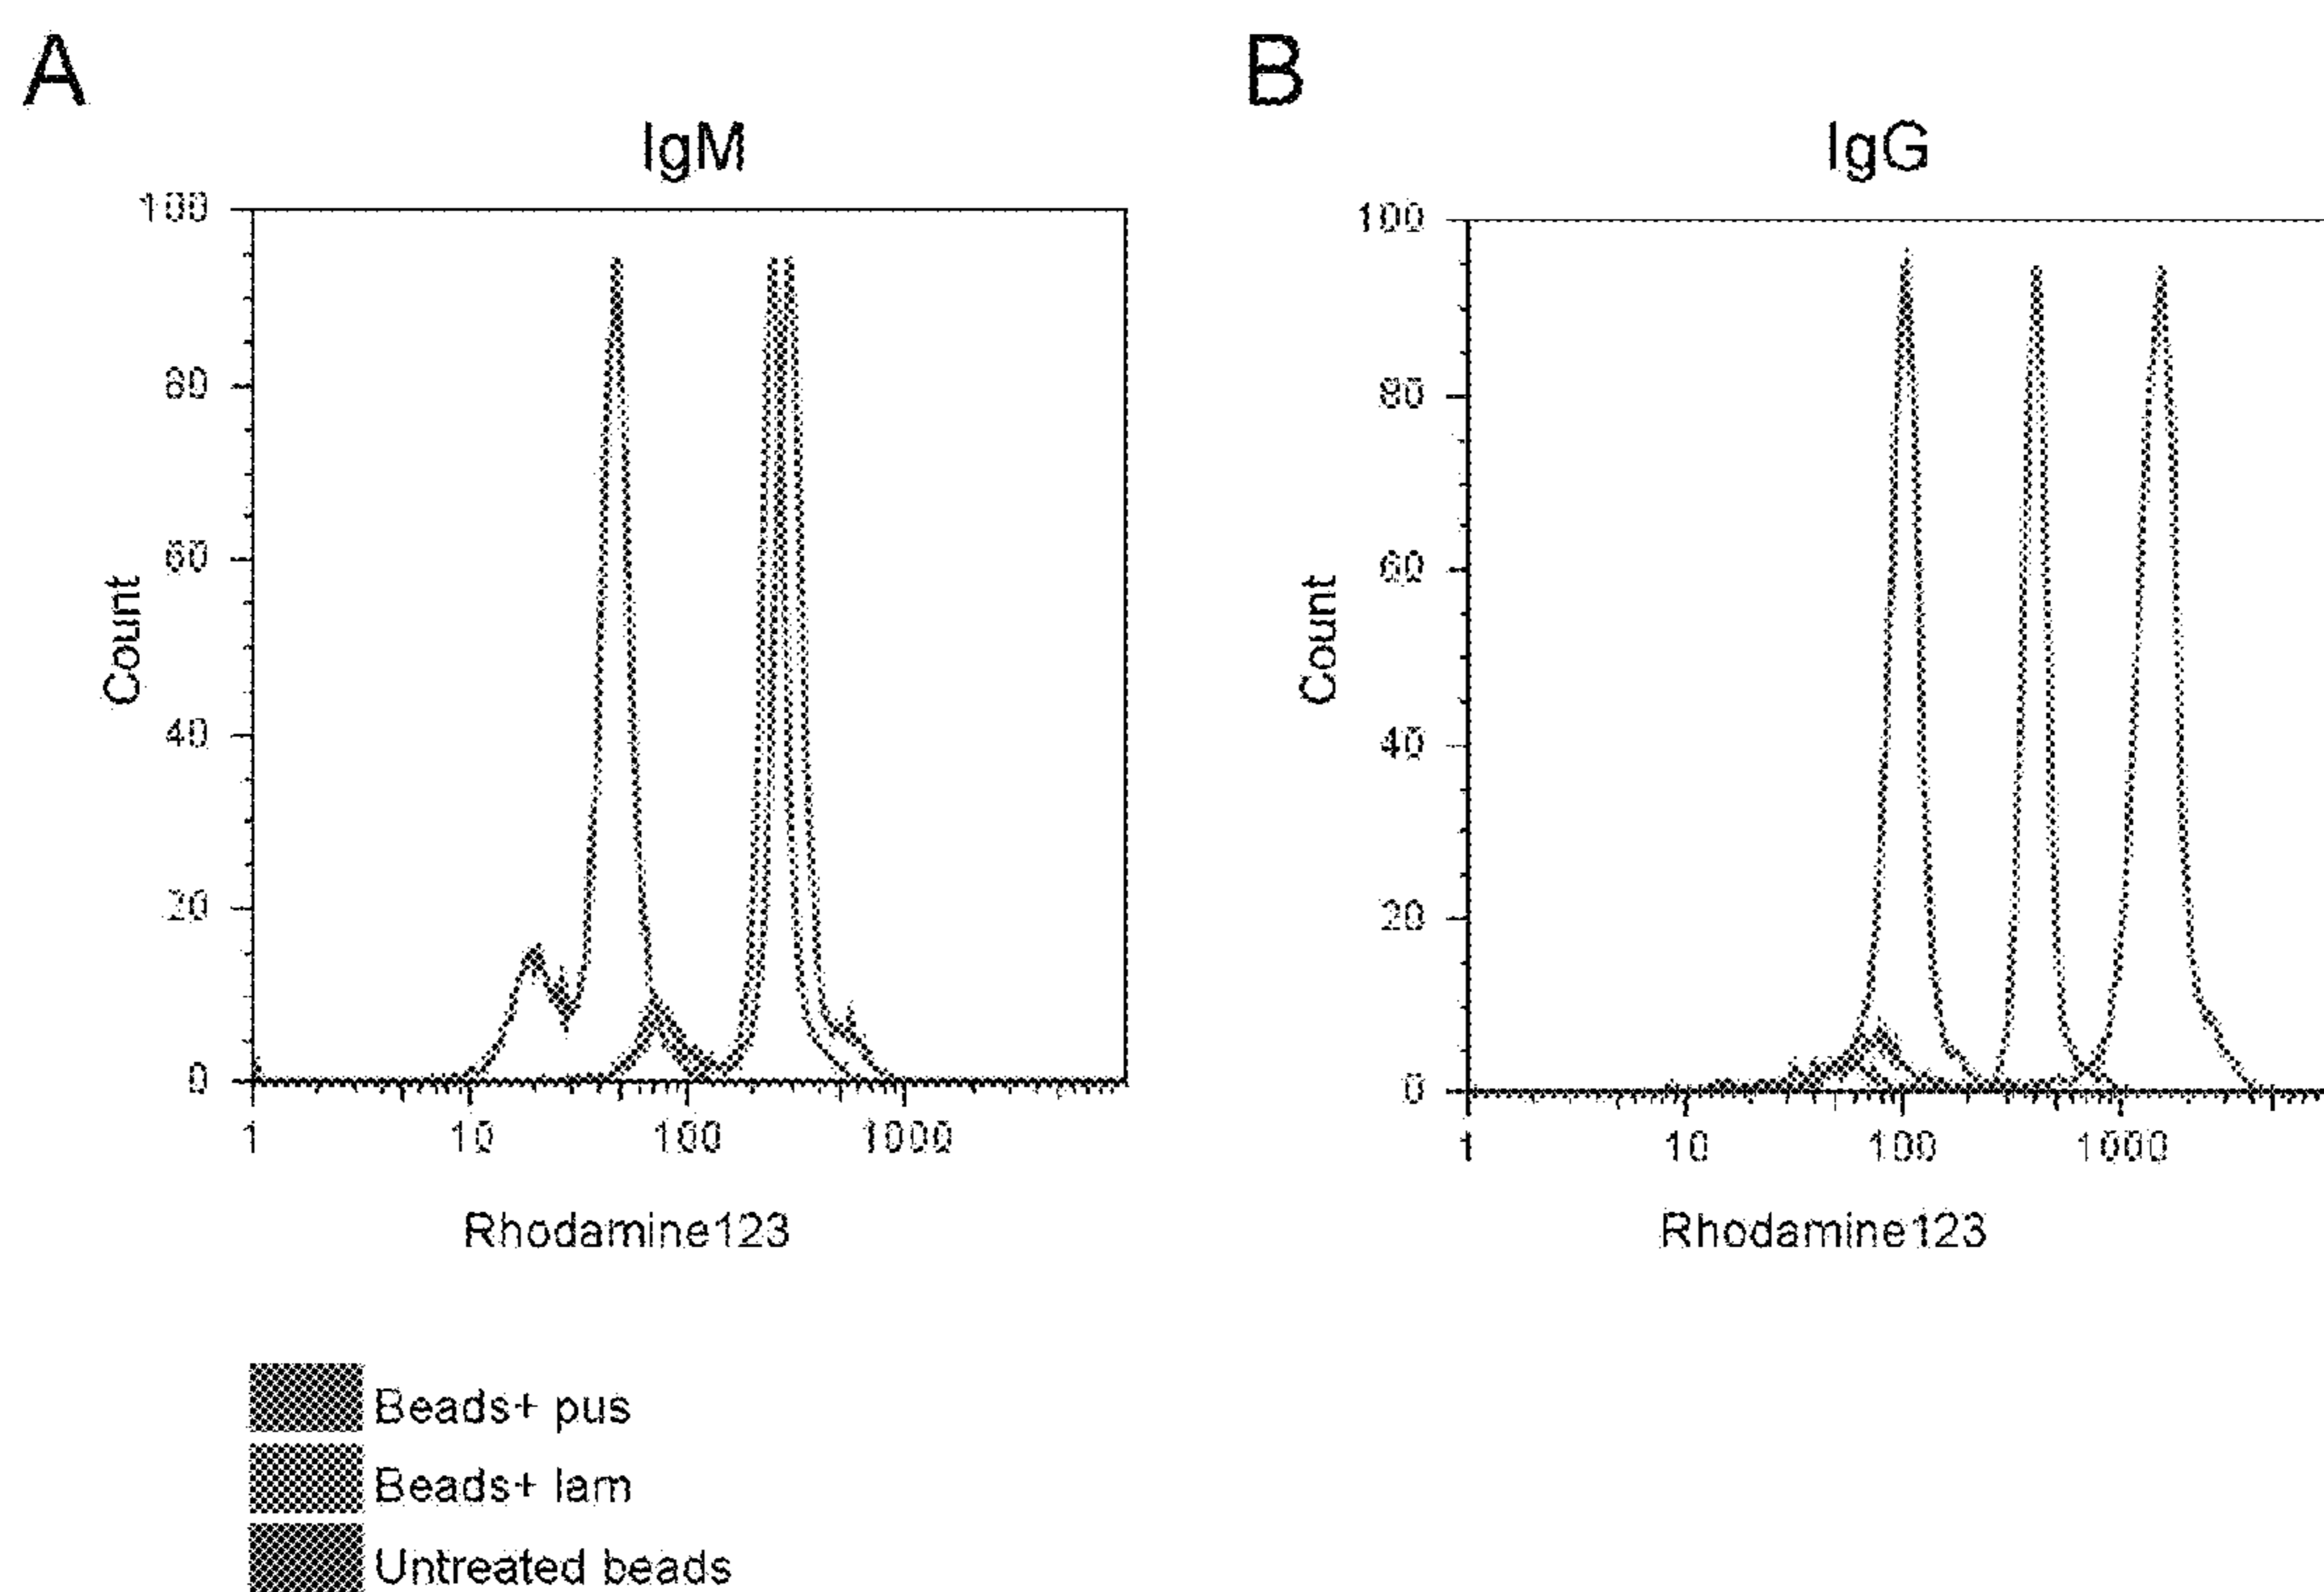 A
IgM
100
80
60
40
20
0
Count
1 10 100 1000
Rhodamine123
B
IgG
100
80
60
40
20
0
Count
1 10 100 1000
Rhodamine123
Beads+ pus
Beads+ lam
Untreated beads